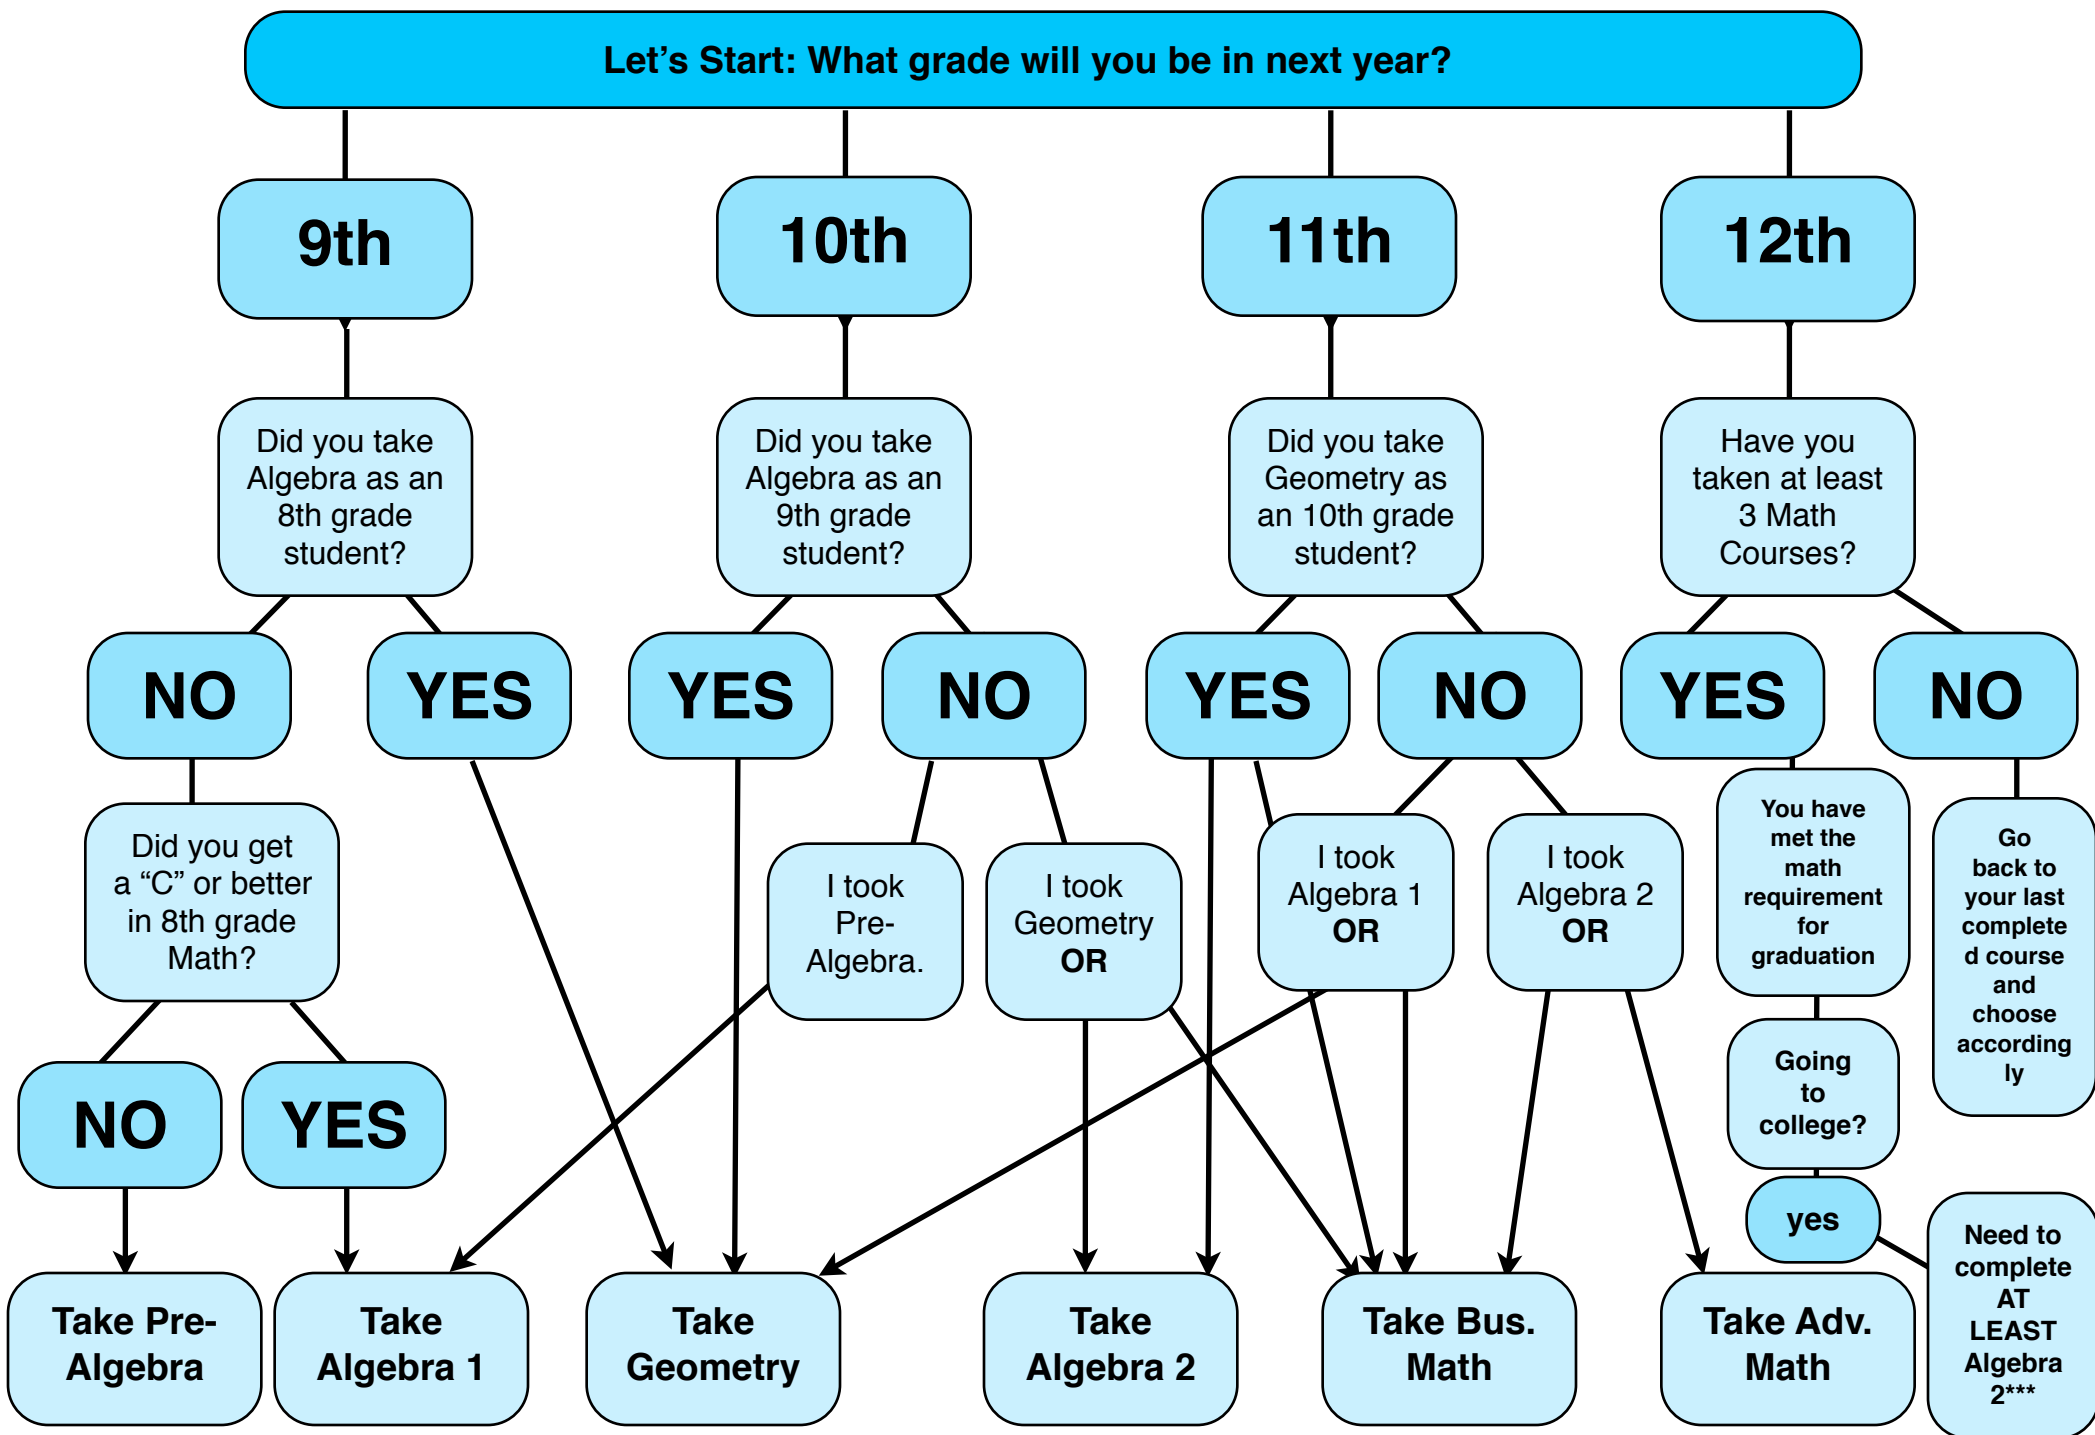 Let's Start: What grade will you be in next year?
9th
10th
11th
12th
Did you take
Algebra as an
8th grade
student?
Did you take
Algebra as an
9th grade
student?
Did you take
Geometry as
an 10th grade
student?
Have you
taken at least
3 Math
Courses?
NO
YES
YES
NO
YES
NO
YES
NO
Did you get
a “C” or better
in 8th grade
Math?
I took
Pre-
Algebra.
I took
Geometry
OR
I took
Algebra 1
OR
I took
Algebra 2
OR
You have
met the
math
requirement
for
graduation
Go
back to
your last
complete
d course
and
choose
according
ly
NO
YES
Going
to
college?
yes
Need to
complete
AT
LEAST
Algebra
2***
Take Pre-
Algebra
Take
Algebra 1
Take
Geometry
Take
Algebra 2
Take Bus.
Math
Take Adv.
Math